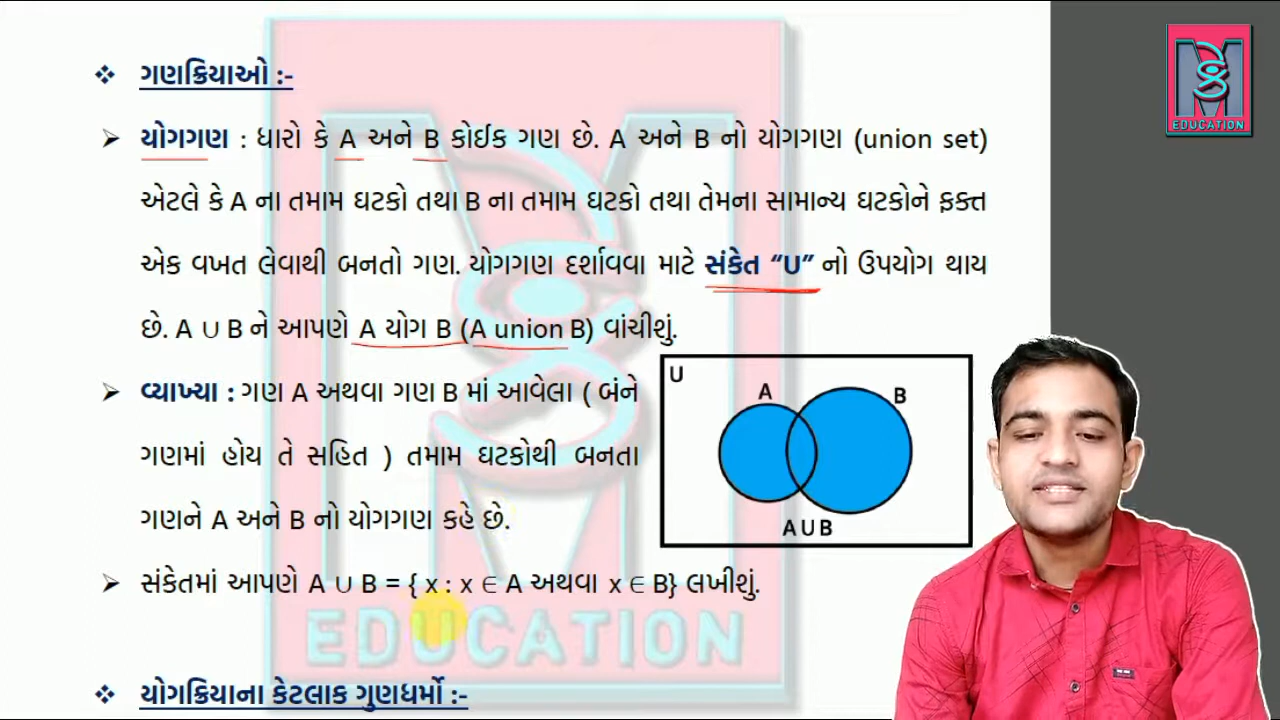 ❖ ગણક્રિયાઓ :-
➢ યોગગણ : ધારો કે A અને B કોઈક ગણ છે. A અને B નો યોગગણ (union set)
એટલે કે A ના તમામ ઘટકો તથા B ના તમામ ઘટકો તથા તેમના સામાન્ય ઘટકોને ફક્ત
એક વખત લેવાથી બનતો ગણ. યોગગણ દર્શાવવા માટે સંકેત “U” નો ઉપયોગ થાય
છે. A ∪ B ને આપણે A યોગ B (A union B) વાંચીશું.
➢ વ્યાખ્યા : ગણ A અથવા ગણ B માં આવેલા ( બંને
ગણમાં હોય તે સહિત ) તમામ ઘટકોથી બનતા
ગણને A અને B નો યોગગણ કહે છે.
U
A
B
A U B
➢ સંકેતમાં આપણે A ∪ B = { x : x ∈ A અથવા x ∈ B} લખીશું.
❖ યોગક્રિયાના કેટલાક ગુણધર્મો :-
EDUCATION
EDUCATION